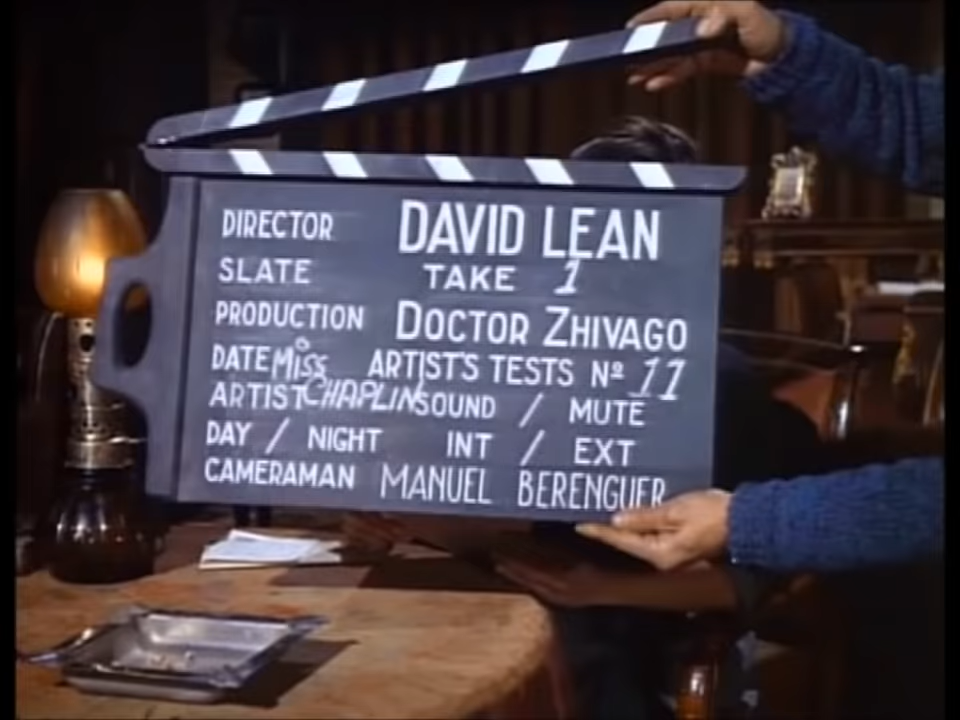 DIRECTOR DAVID LEAN
SLATE TAKE 1
PRODUCTION DOCTOR ZHIVAGO
DATE Miss ARTIST'S TESTS Nº 11
ARTIST CHAPLIN SOUND / MUTE
DAY / NIGHT INT / EXT
CAMERAMAN MANUEL BERENGUER